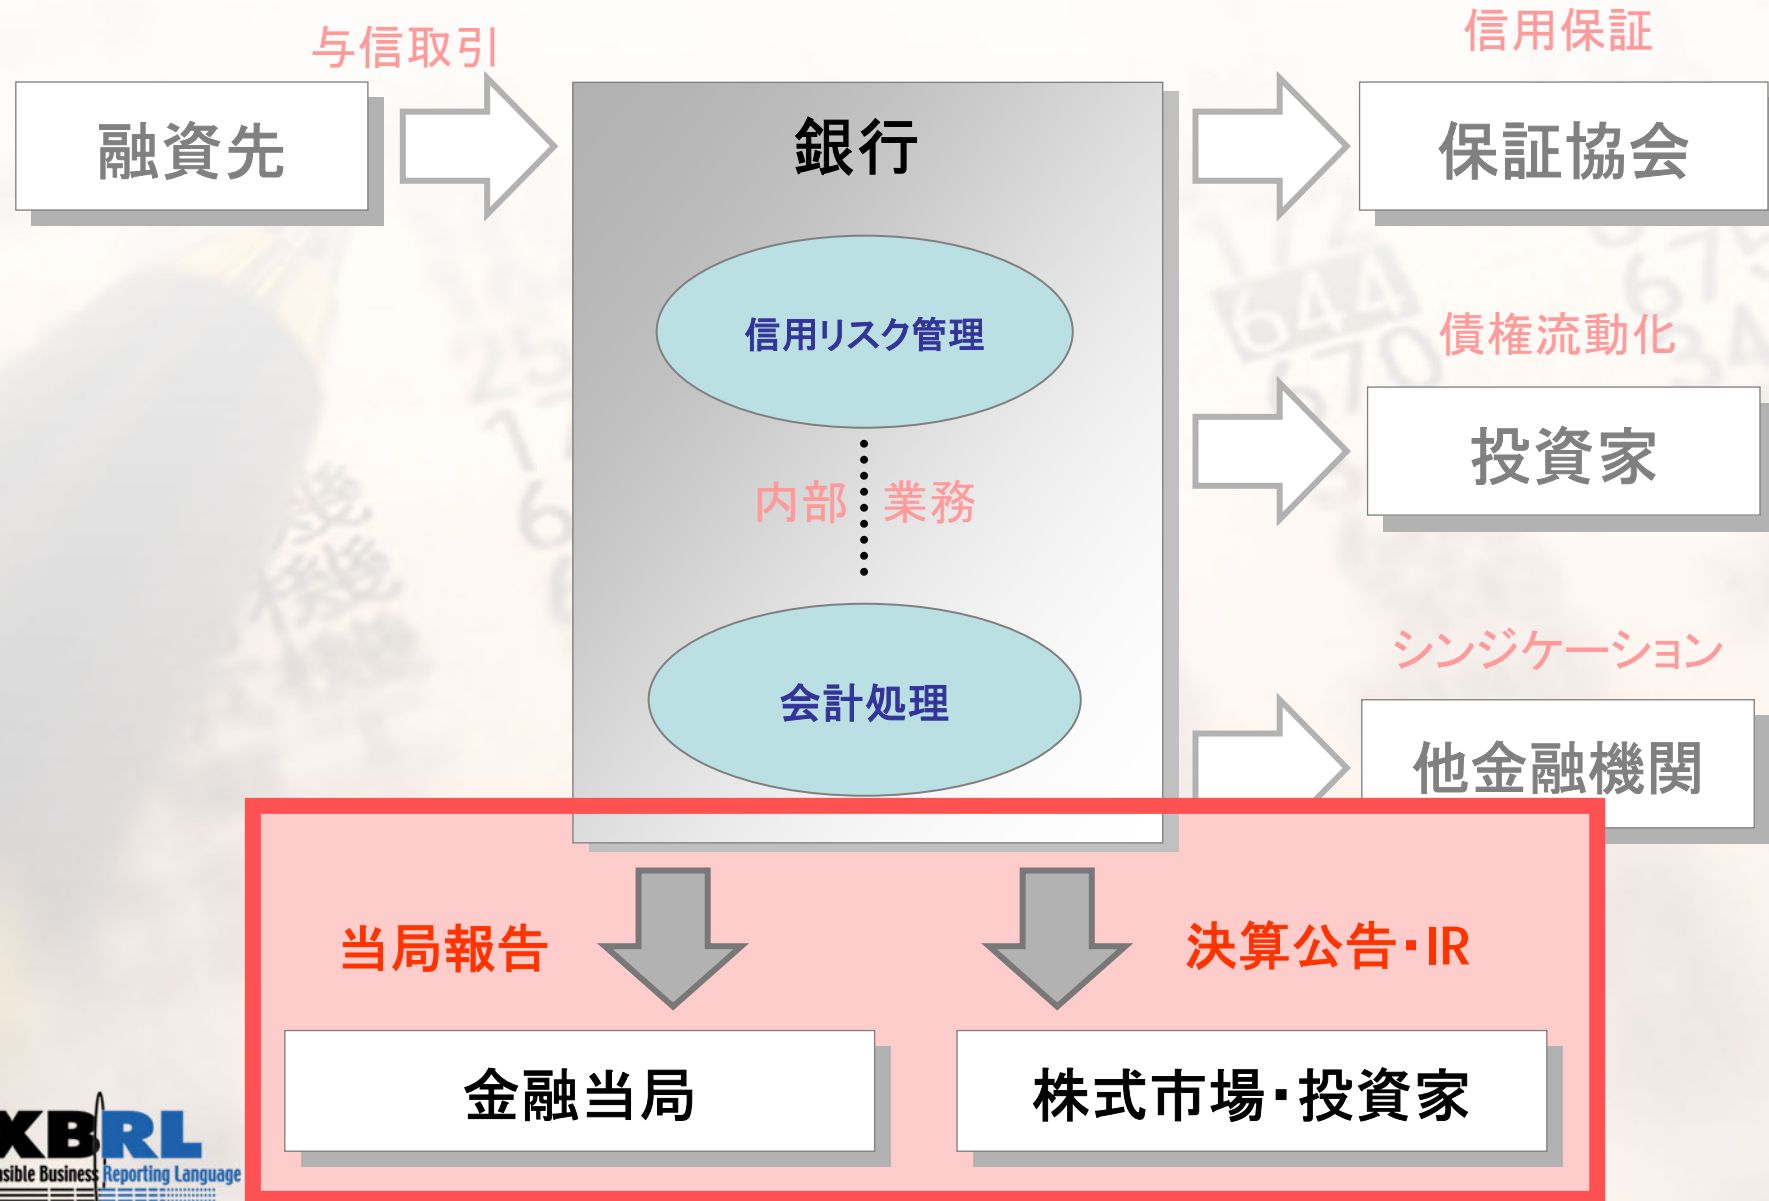 与信取引
信用保証
融資先
銀行
保証協会
信用リスク管理
債権流動化
投資家
内部 業務
シンジケーション
会計処理
他金融機関
当局報告
決算公告・IR
金融当局
株式市場・投資家
XBRL
nsible Business Reporting Language